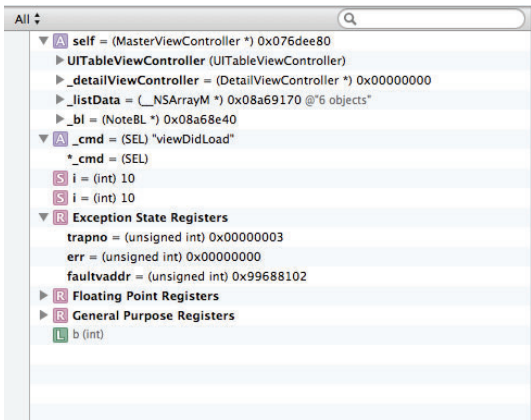 All
A self = (MasterViewController *) 0x076dee80
UITableViewController (UITableViewController)
_detailViewController = (DetailViewController *) 0x00000000
_listData = (__NSArrayM *) 0x08a69170 @"6 objects"
_bl = (NoteBL *) 0x08a68e40
A _cmd = (SEL) "viewDidLoad"
*_cmd = (SEL)
S i = (int) 10
S i = (int) 10
R Exception State Registers
trapno = (unsigned int) 0x00000003
err = (unsigned int) 0x00000000
faultvaddr = (unsigned int) 0x99688102
R Floating Point Registers
R General Purpose Registers
L b (int)